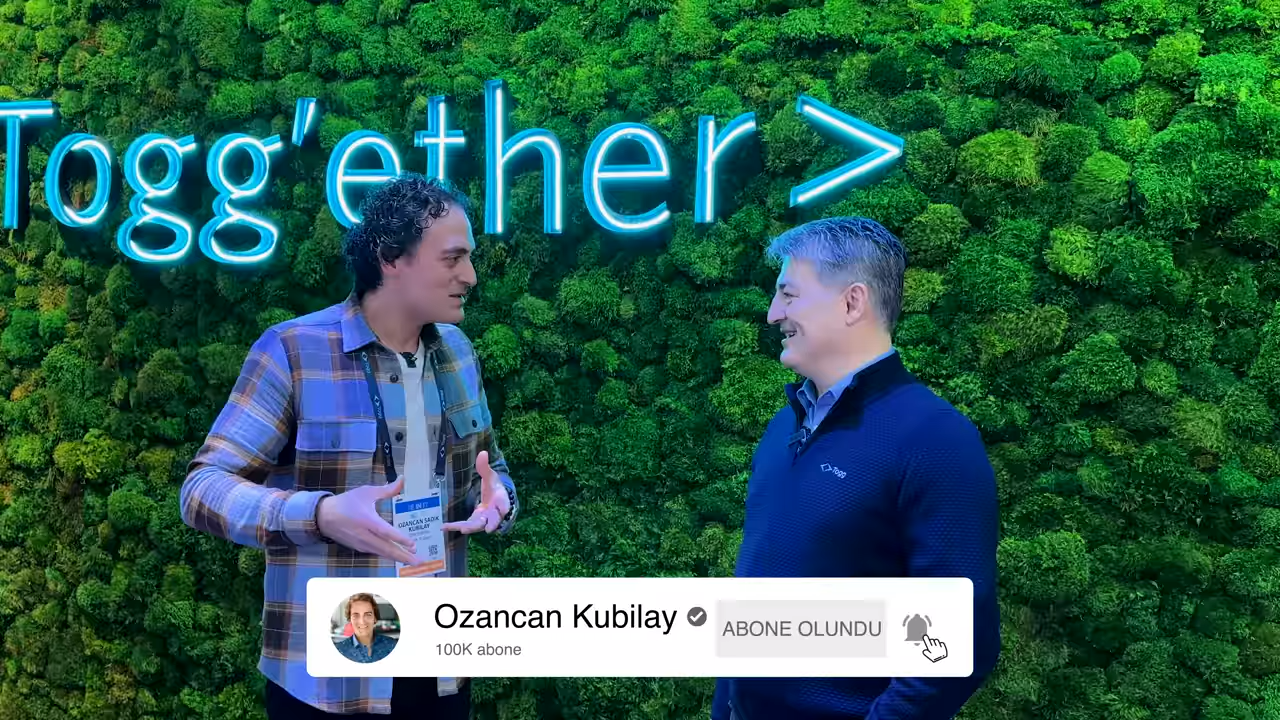 Togg'ether >
Togg
OZANCAN SADIK
KUBILAY
Ozancan Kubilay
ABONE OLUNDU
100K abone